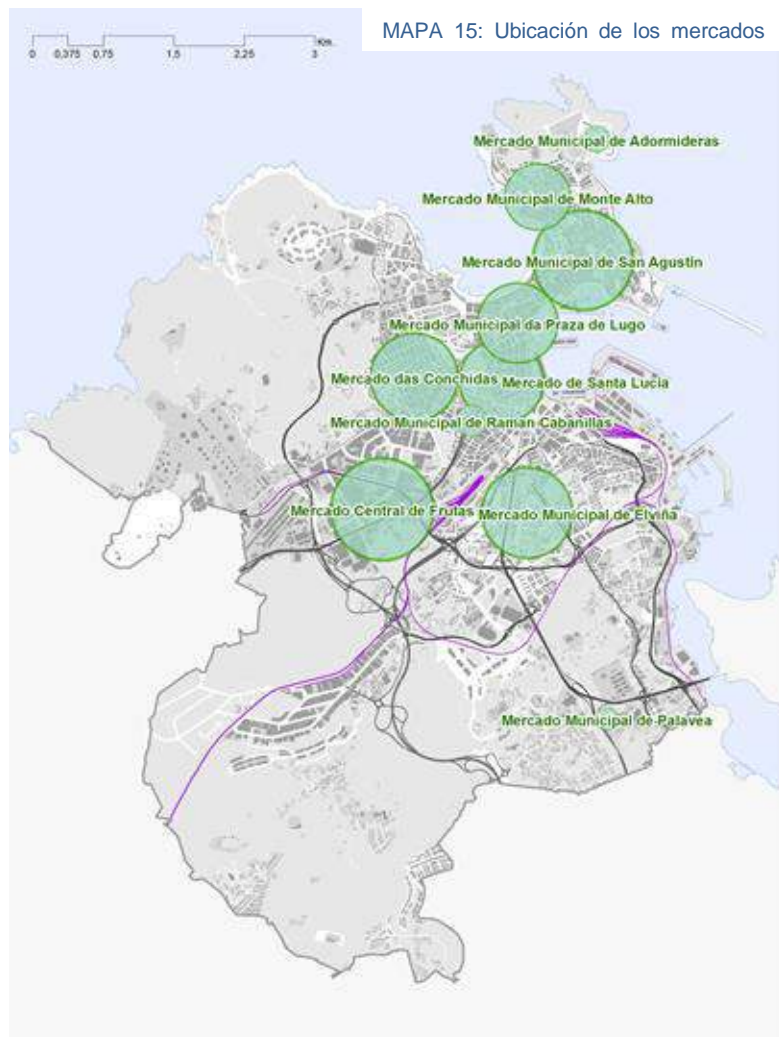 MAPA 15: Ubicación de los mercados
Km.
0 0,375 0,75 1,5 2,25 3
Mercado Municipal de Adormideras
Mercado Municipal de Monte Alto
Mercado Municipal de San Agustín
Mercado Municipal da Praza de Lugo
Mercado das Conchidas
Mercado de Santa Lucía
Mercado Municipal de Raman Cabanillas
Mercado Central de Frutas
Mercado Municipal de Elviña
Mercado Municipal de Palavea